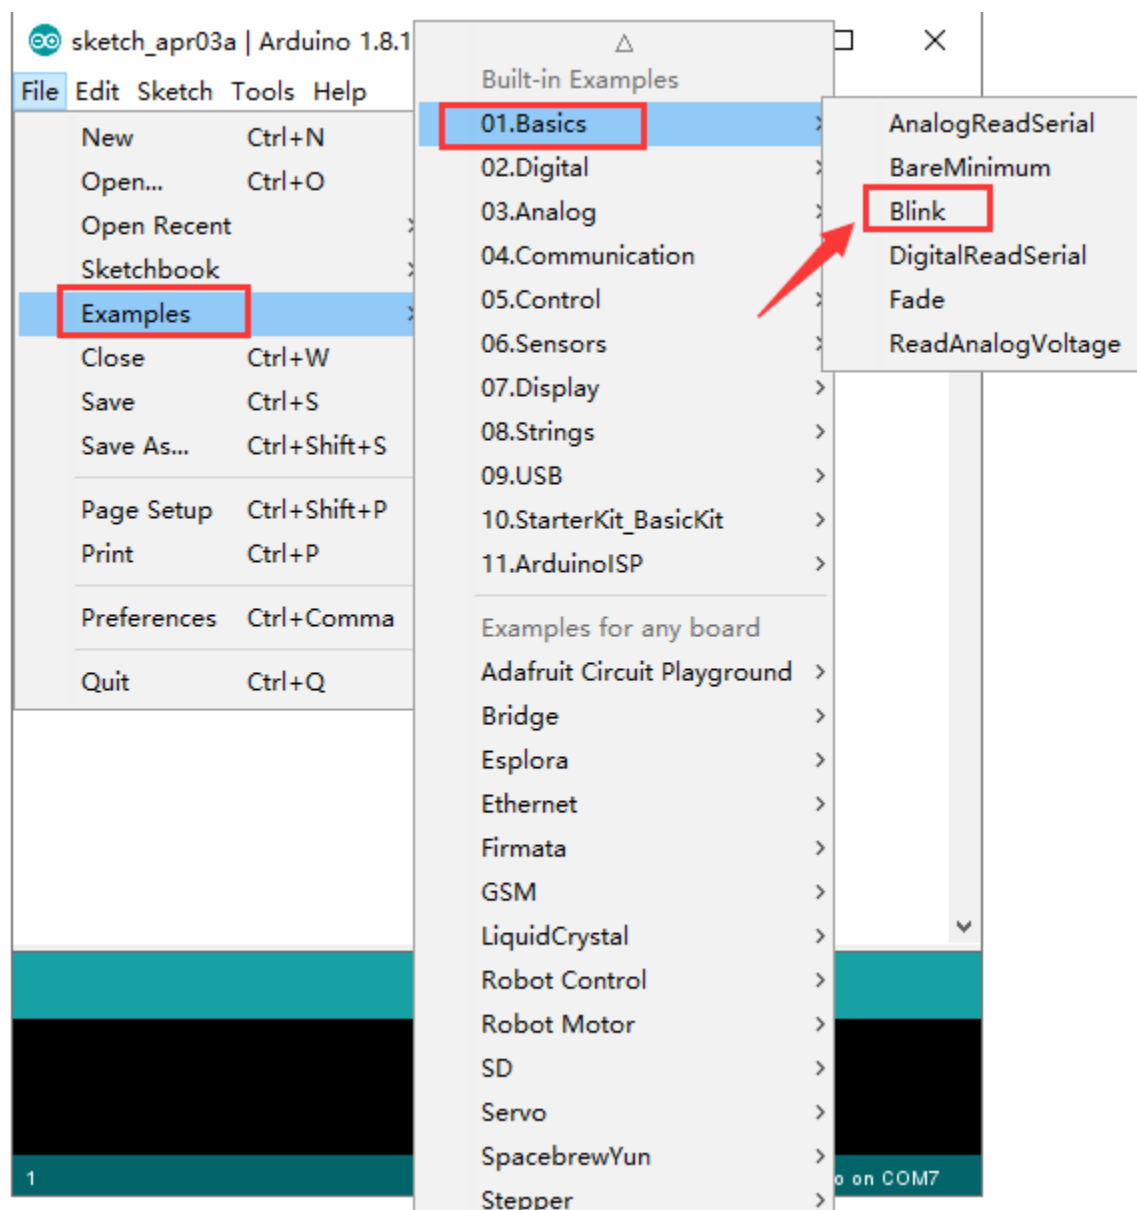 sketch_apr03a | Arduino 1.8.1
File Edit Sketch Tools Help
New Ctrl+N
Open... Ctrl+O
Open Recent
Sketchbook
Examples
Close Ctrl+W
Save Ctrl+S
Save As... Ctrl+Shift+S
Page Setup Ctrl+Shift+P
Print Ctrl+P
Preferences Ctrl+Comma
Quit Ctrl+Q
Built-in Examples
01.Basics
02.Digital
03.Analog
04.Communication
05.Control
06.Sensors
07.Display
08.Strings
09.USB
10.StarterKit_BasicKit
11.ArduinoISP
Examples for any board
Adafruit Circuit Playground
Bridge
Esplora
Ethernet
Firmata
GSM
LiquidCrystal
Robot Control
Robot Motor
SD
Servo
SpacebrewYun
Stepper
AnalogReadSerial
BareMinimum
Blink
DigitalReadSerial
Fade
ReadAnalogVoltage
1
o on COM7